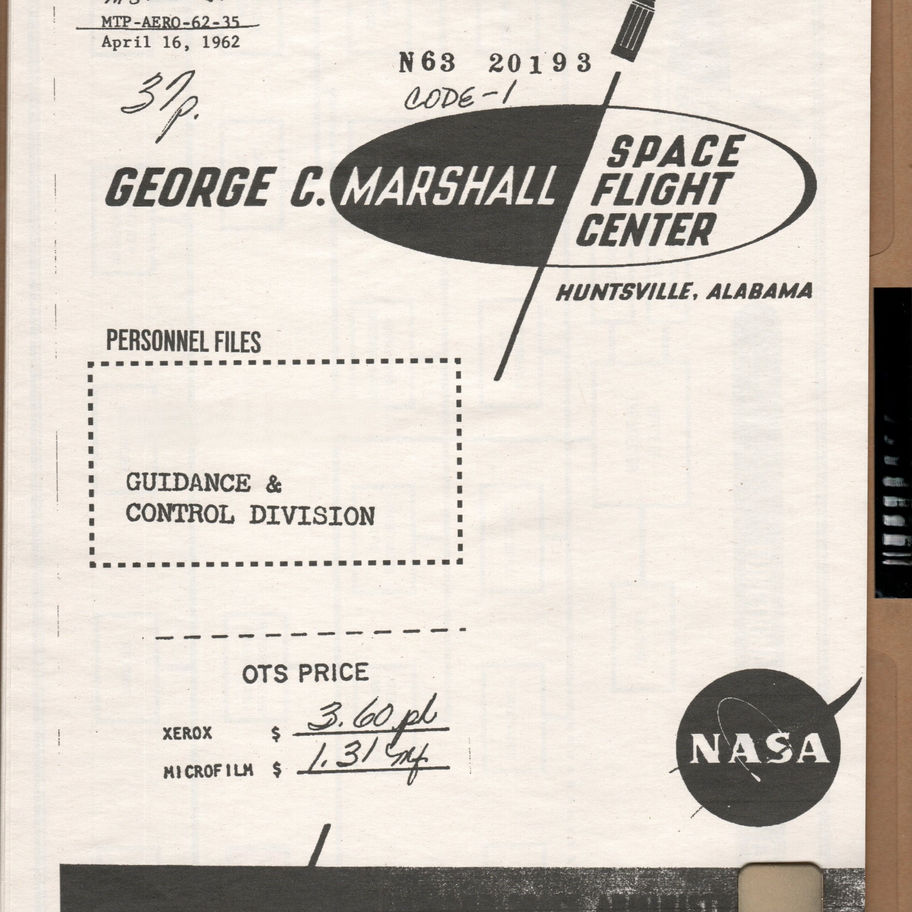 MTP-AERO-62-35
April 16, 1962
N63 20193
CODE-1
37p.
GEORGE C. MARSHALL
SPACE
FLIGHT
CENTER
HUNTSVILLE, ALABAMA
PERSONNEL FILES
GUIDANCE &
CONTROL DIVISION
OTS PRICE
XEROX $ 3.60 ph
MICROFILM $ 1.31 mf
NASA